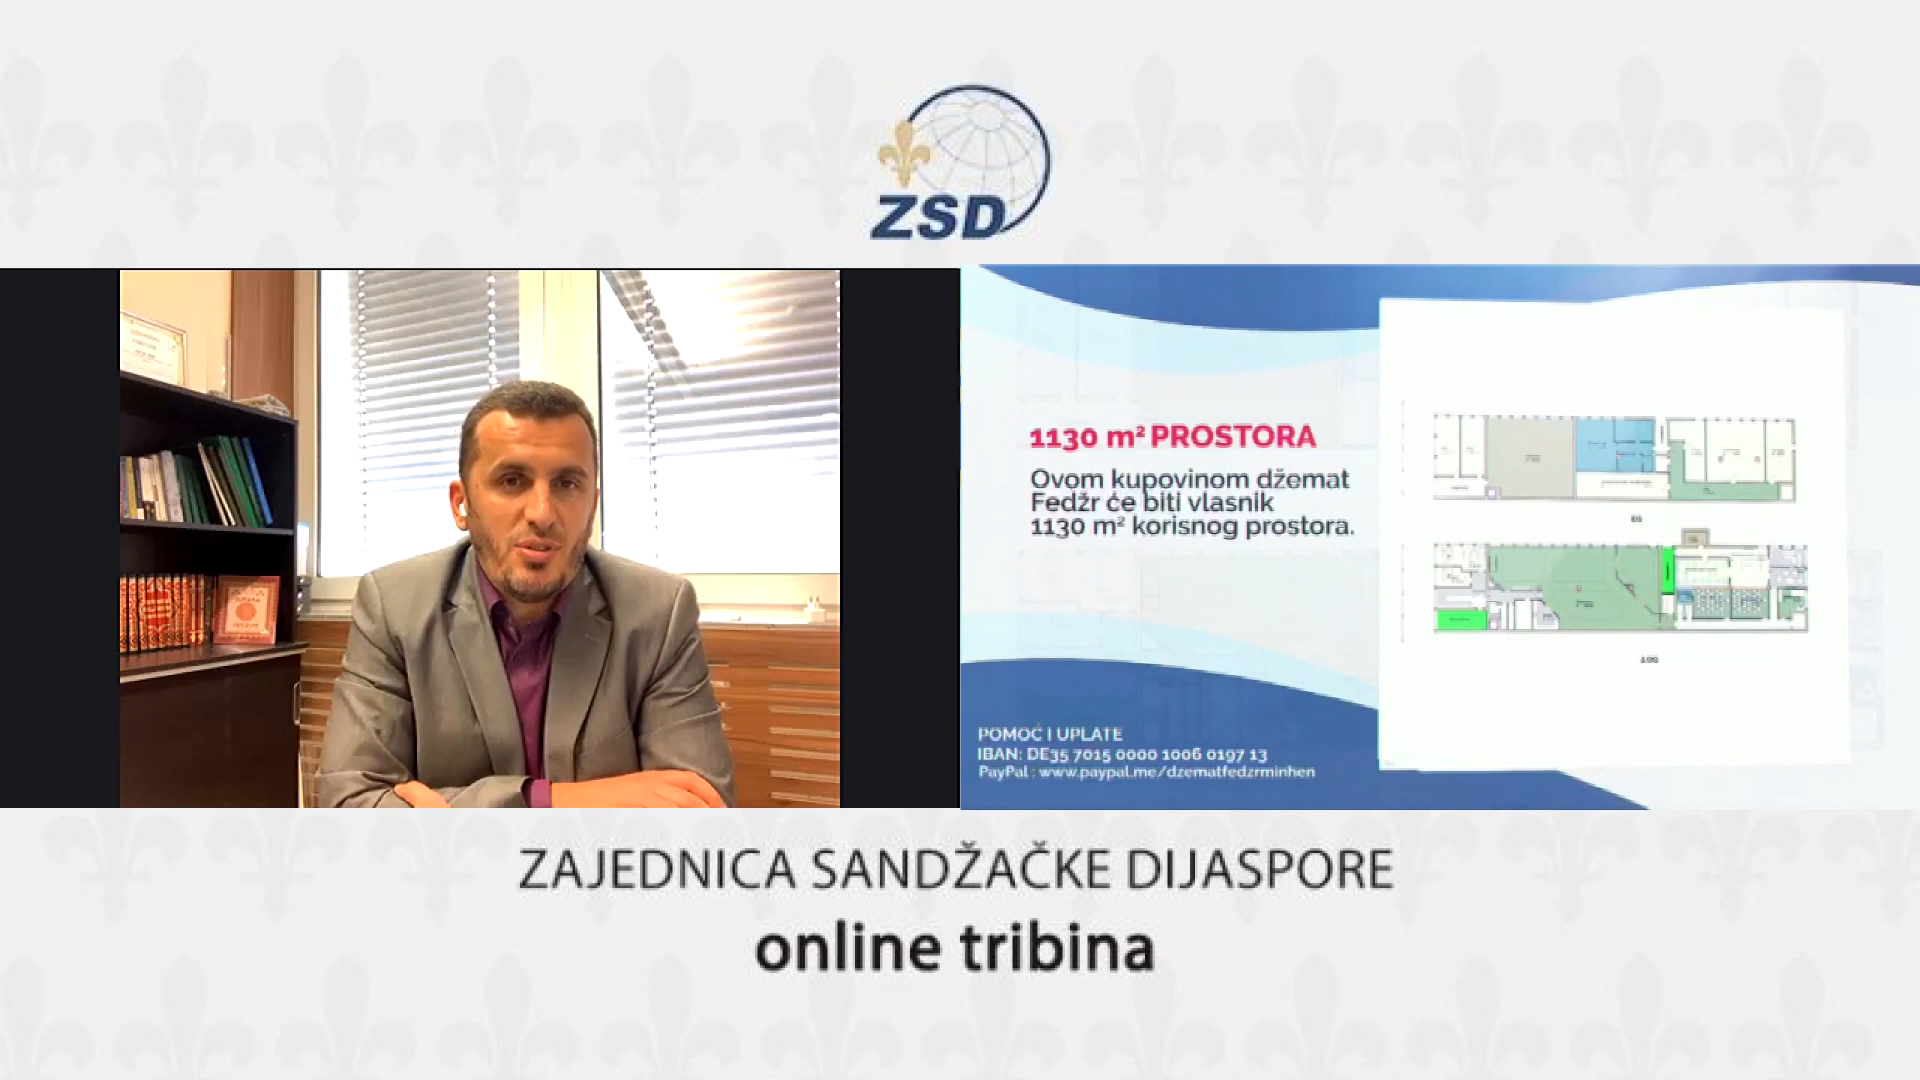 ZSD
1130 m² PROSTORA
Ovom kupovinom džemat
Fedžr će biti vlasnik
1130 m² korisnog prostora.
POMOĆ I UPLATE
IBAN: DE35 7015 0000 1006 0197 13
PayPal : www.paypal.me/dzematfedzrminhen
ZAJEDNICA SANDŽAČKE DIJASPORE
online tribina